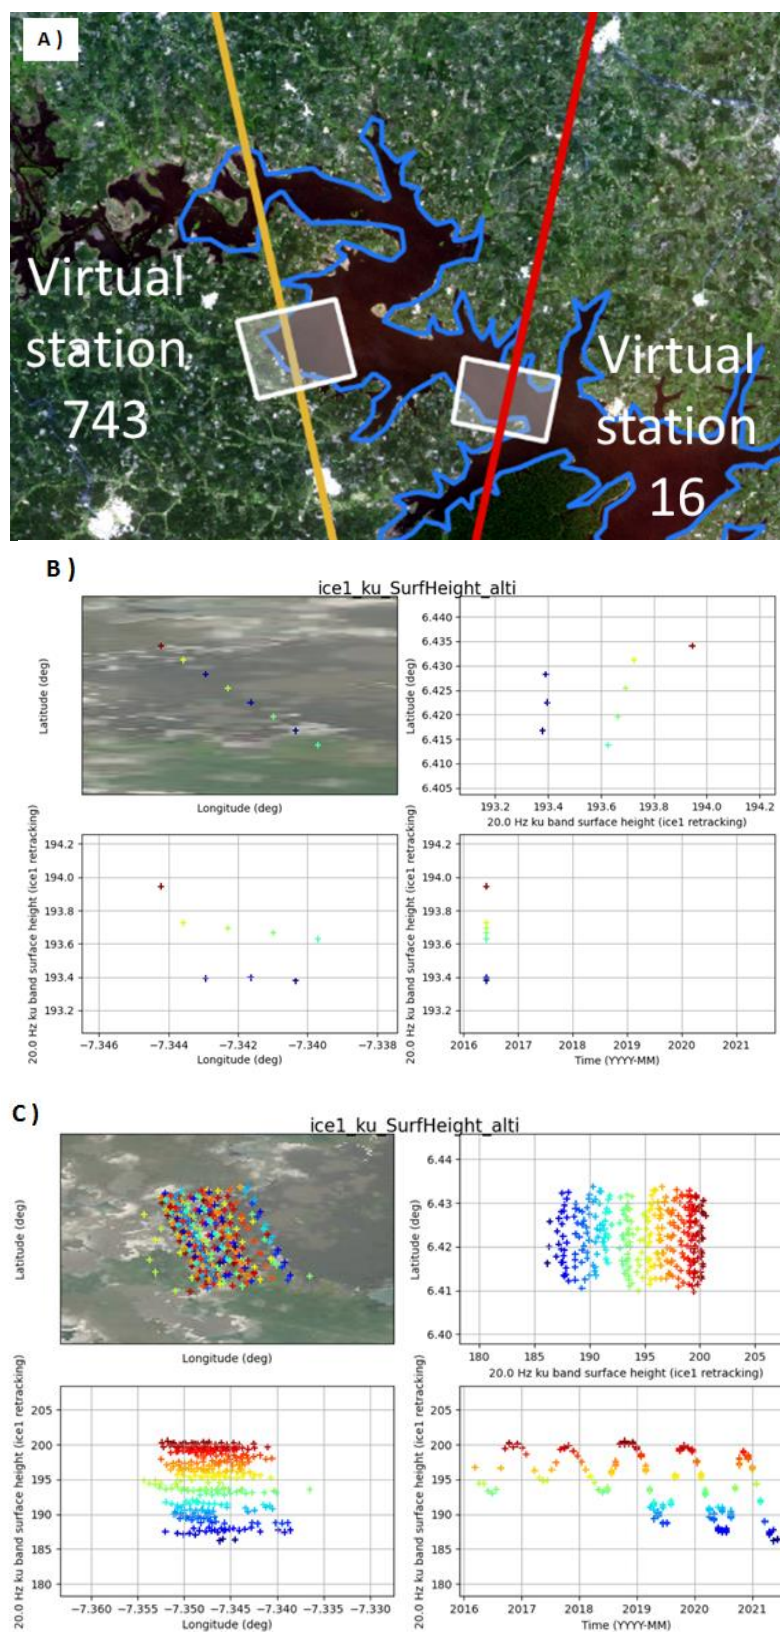 A )
Virtual
station
743
Virtual
station
16
B )
ice1_ku_SurfHeight_alti
Latitude (deg)
Longitude (deg)
Latitude (deg)
6.440
6.435
6.430
6.425
6.420
6.415
6.410
6.405
193.2 193.4 193.6 193.8 194.0 194.2
20.0 Hz ku band surface height (ice1 retracking)
20.0 Hz ku band surface height (ice1 retracking)
194.2
194.0
193.8
193.6
193.4
193.2
−7.346 −7.344 −7.342 −7.340 −7.338
Longitude (deg)
20.0 Hz ku band surface height (ice1 retracking)
194.2
194.0
193.8
193.6
193.4
193.2
2016 2017 2018 2019 2020 2021
Time (YYYY-MM)
C )
ice1_ku_SurfHeight_alti
Latitude (deg)
Longitude (deg)
Latitude (deg)
6.44
6.43
6.42
6.41
6.40
180 185 190 195 200 205
20.0 Hz ku band surface height (ice1 retracking)
20.0 Hz ku band surface height (ice1 retracking)
205
200
195
190
185
180
−7.360 −7.355 −7.350 −7.345 −7.340 −7.335 −7.330
Longitude (deg)
20.0 Hz ku band surface height (ice1 retracking)
205
200
195
190
185
180
2016 2017 2018 2019 2020 2021
Time (YYYY-MM)